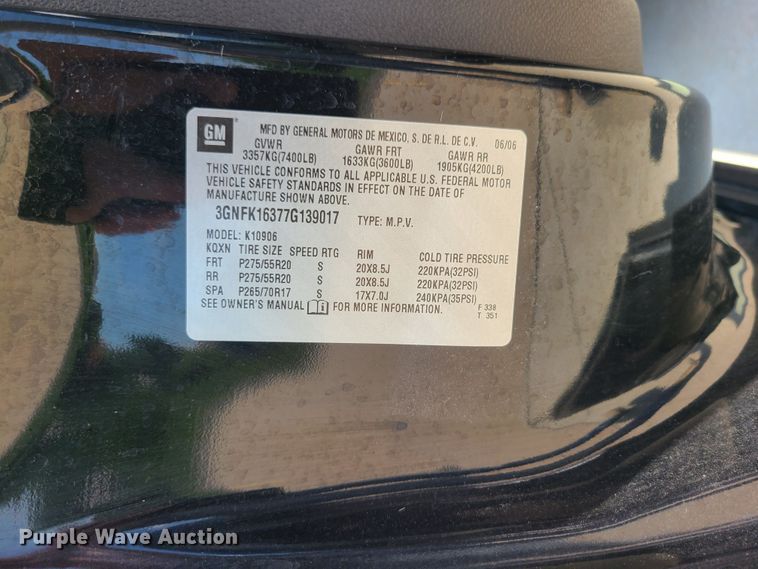 GM MFD BY GENERAL MOTORS DE MEXICO, S. DE R.L. DE C.V. 06/06
GVWR GAWR FRT GAWR RR
3357KG(7400LB) 1633KG(3600LB) 1905KG(4200LB)
THIS VEHICLE CONFORMS TO ALL APPLICABLE U.S. FEDERAL MOTOR
VEHICLE SAFETY STANDARDS IN EFFECT ON THE DATE OF
MANUFACTURE SHOWN ABOVE.
3GNFK16377G139017 TYPE: M.P.V.
MODEL: K10906
KQXN TIRE SIZE SPEED RTG RIM COLD TIRE PRESSURE
FRT P275/55R20 S 20X8.5J 220KPA(32PSI)
RR P275/55R20 S 20X8.5J 220KPA(32PSI)
SPA P265/70R17 S 17X7.0J 240KPA(35PSI)
SEE OWNER'S MANUAL FOR MORE INFORMATION. F 338
T 351
Purple Wave Auction